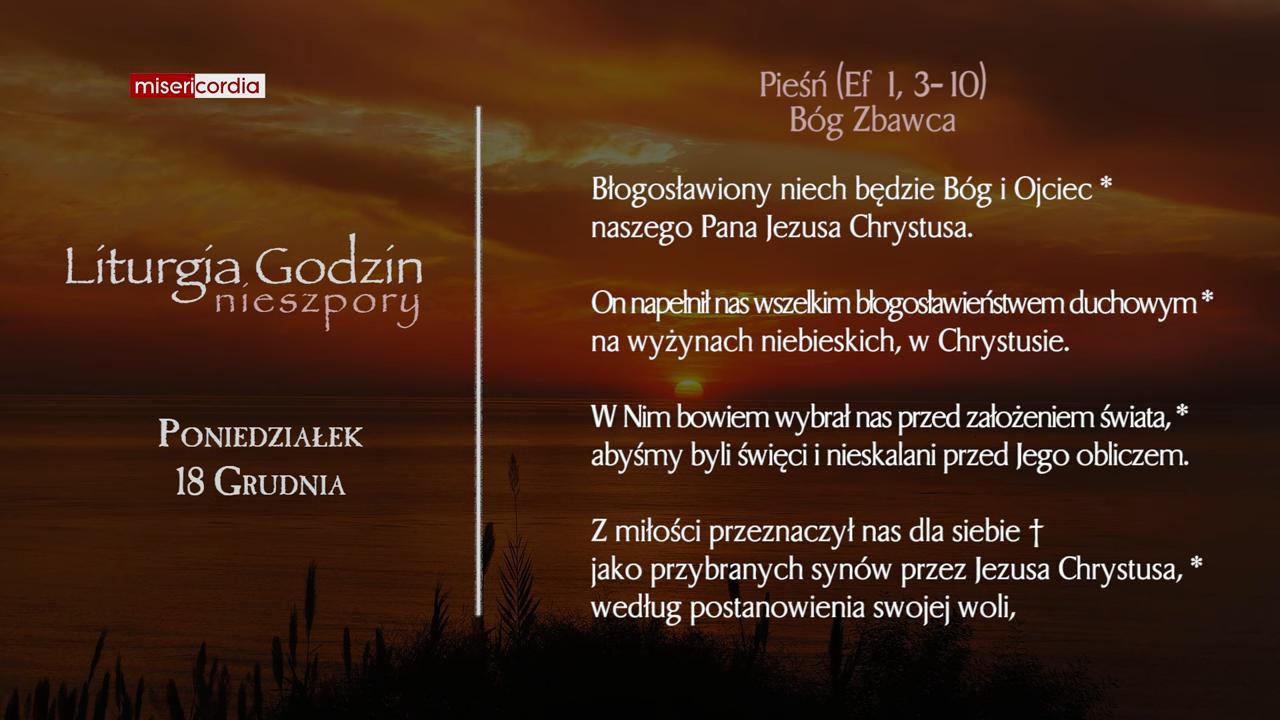 misericordia
Liturgia Godzin
nieszpory
Poniedziałek
18 Grudnia
Pieśń (Ef 1, 3-10)
Bóg Zbawca
Błogosławiony niech będzie Bóg i Ojciec *
naszego Pana Jezusa Chrystusa.
On napełnił nas wszelkim błogosławieństwem duchowym *
na wyżynach niebieskich, w Chrystusie.
W Nim bowiem wybrał nas przed założeniem świata, *
abyśmy byli święci i nieskalani przed Jego obliczem.
Z miłości przeznaczył nas dla siebie †
jako przybranych synów przez Jezusa Chrystusa, *
według postanowienia swojej woli,